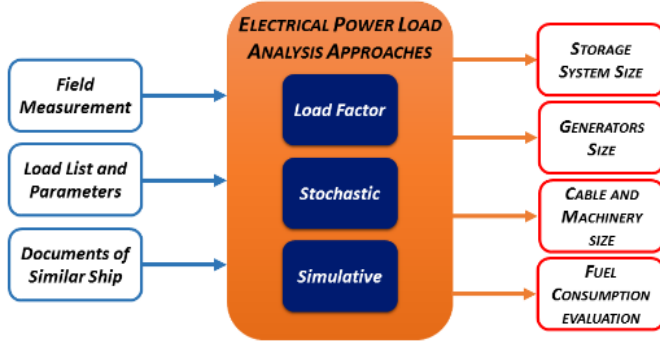 ELECTRICAL POWER LOAD
ANALYSIS APPROACHES
Field
Measurement
Load List and
Parameters
Documents of
Similar Ship
Load Factor
Stochastic
Simulative
STORAGE
SYSTEM SIZE
GENERATORS
SIZE
CABLE AND
MACHINERY
SIZE
FUEL
CONSUMPTION
EVALUATION